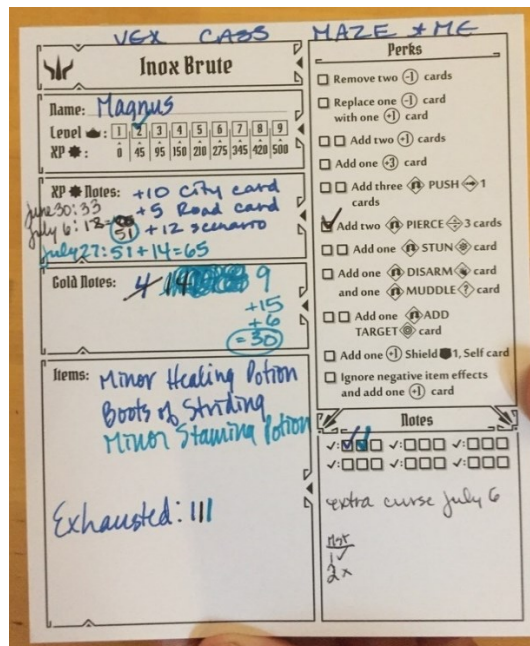 VEX CASS MAZE + ME
Inox Brute
Name: Magnus
Level : 1 2 3 4 5 6 7 8 9
XP : 0 45 95 150 210 275 345 420 500
XP Notes: +10 City card
June 30: 33 +5 Road card
July 6: 18= 51 +12 scenario
July 27: 51+14=65
Gold Notes: 4 14 9
+15
+6
=30
Items: Minor Healing Potion
Boots of Striding
Minor Stamina Potion
Exhausted: III
Perks
Remove two -1 cards
Replace one -1 card
with one +1 card
Add two +1 cards
Add one +3 card
Add three PUSH 1
cards
Add two PIERCE 3 cards
Add one STUN card
Add one DISARM card
and one MUDDLE card
Add one ADD
TARGET card
Add one +1 Shield 1, Self card
Ignore negative item effects
and add one +1 card
Notes
extra curse July 6
1 ✓
2 x